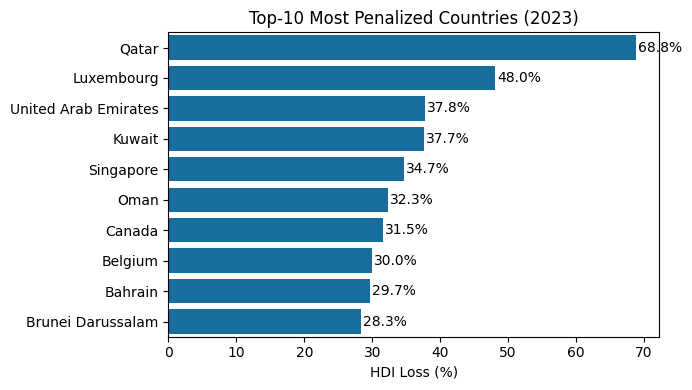 Top-10 Most Penalized Countries (2023)
Qatar 68.8%
Luxembourg 48.0%
United Arab Emirates 37.8%
Kuwait 37.7%
Singapore 34.7%
Oman 32.3%
Canada 31.5%
Belgium 30.0%
Bahrain 29.7%
Brunei Darussalam 28.3%
0 10 20 30 40 50 60 70
HDI Loss (%)